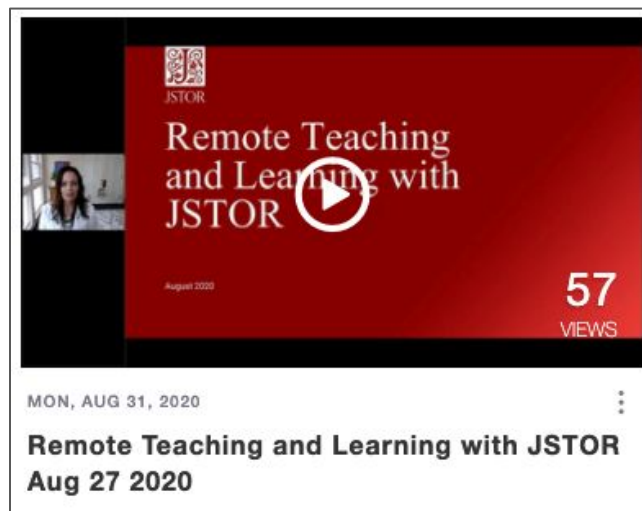 JSTOR
Remote Teaching
and Learning with
JSTOR
August 2020
57
VIEWS
MON, AUG 31, 2020
Remote Teaching and Learning with JSTOR
Aug 27 2020